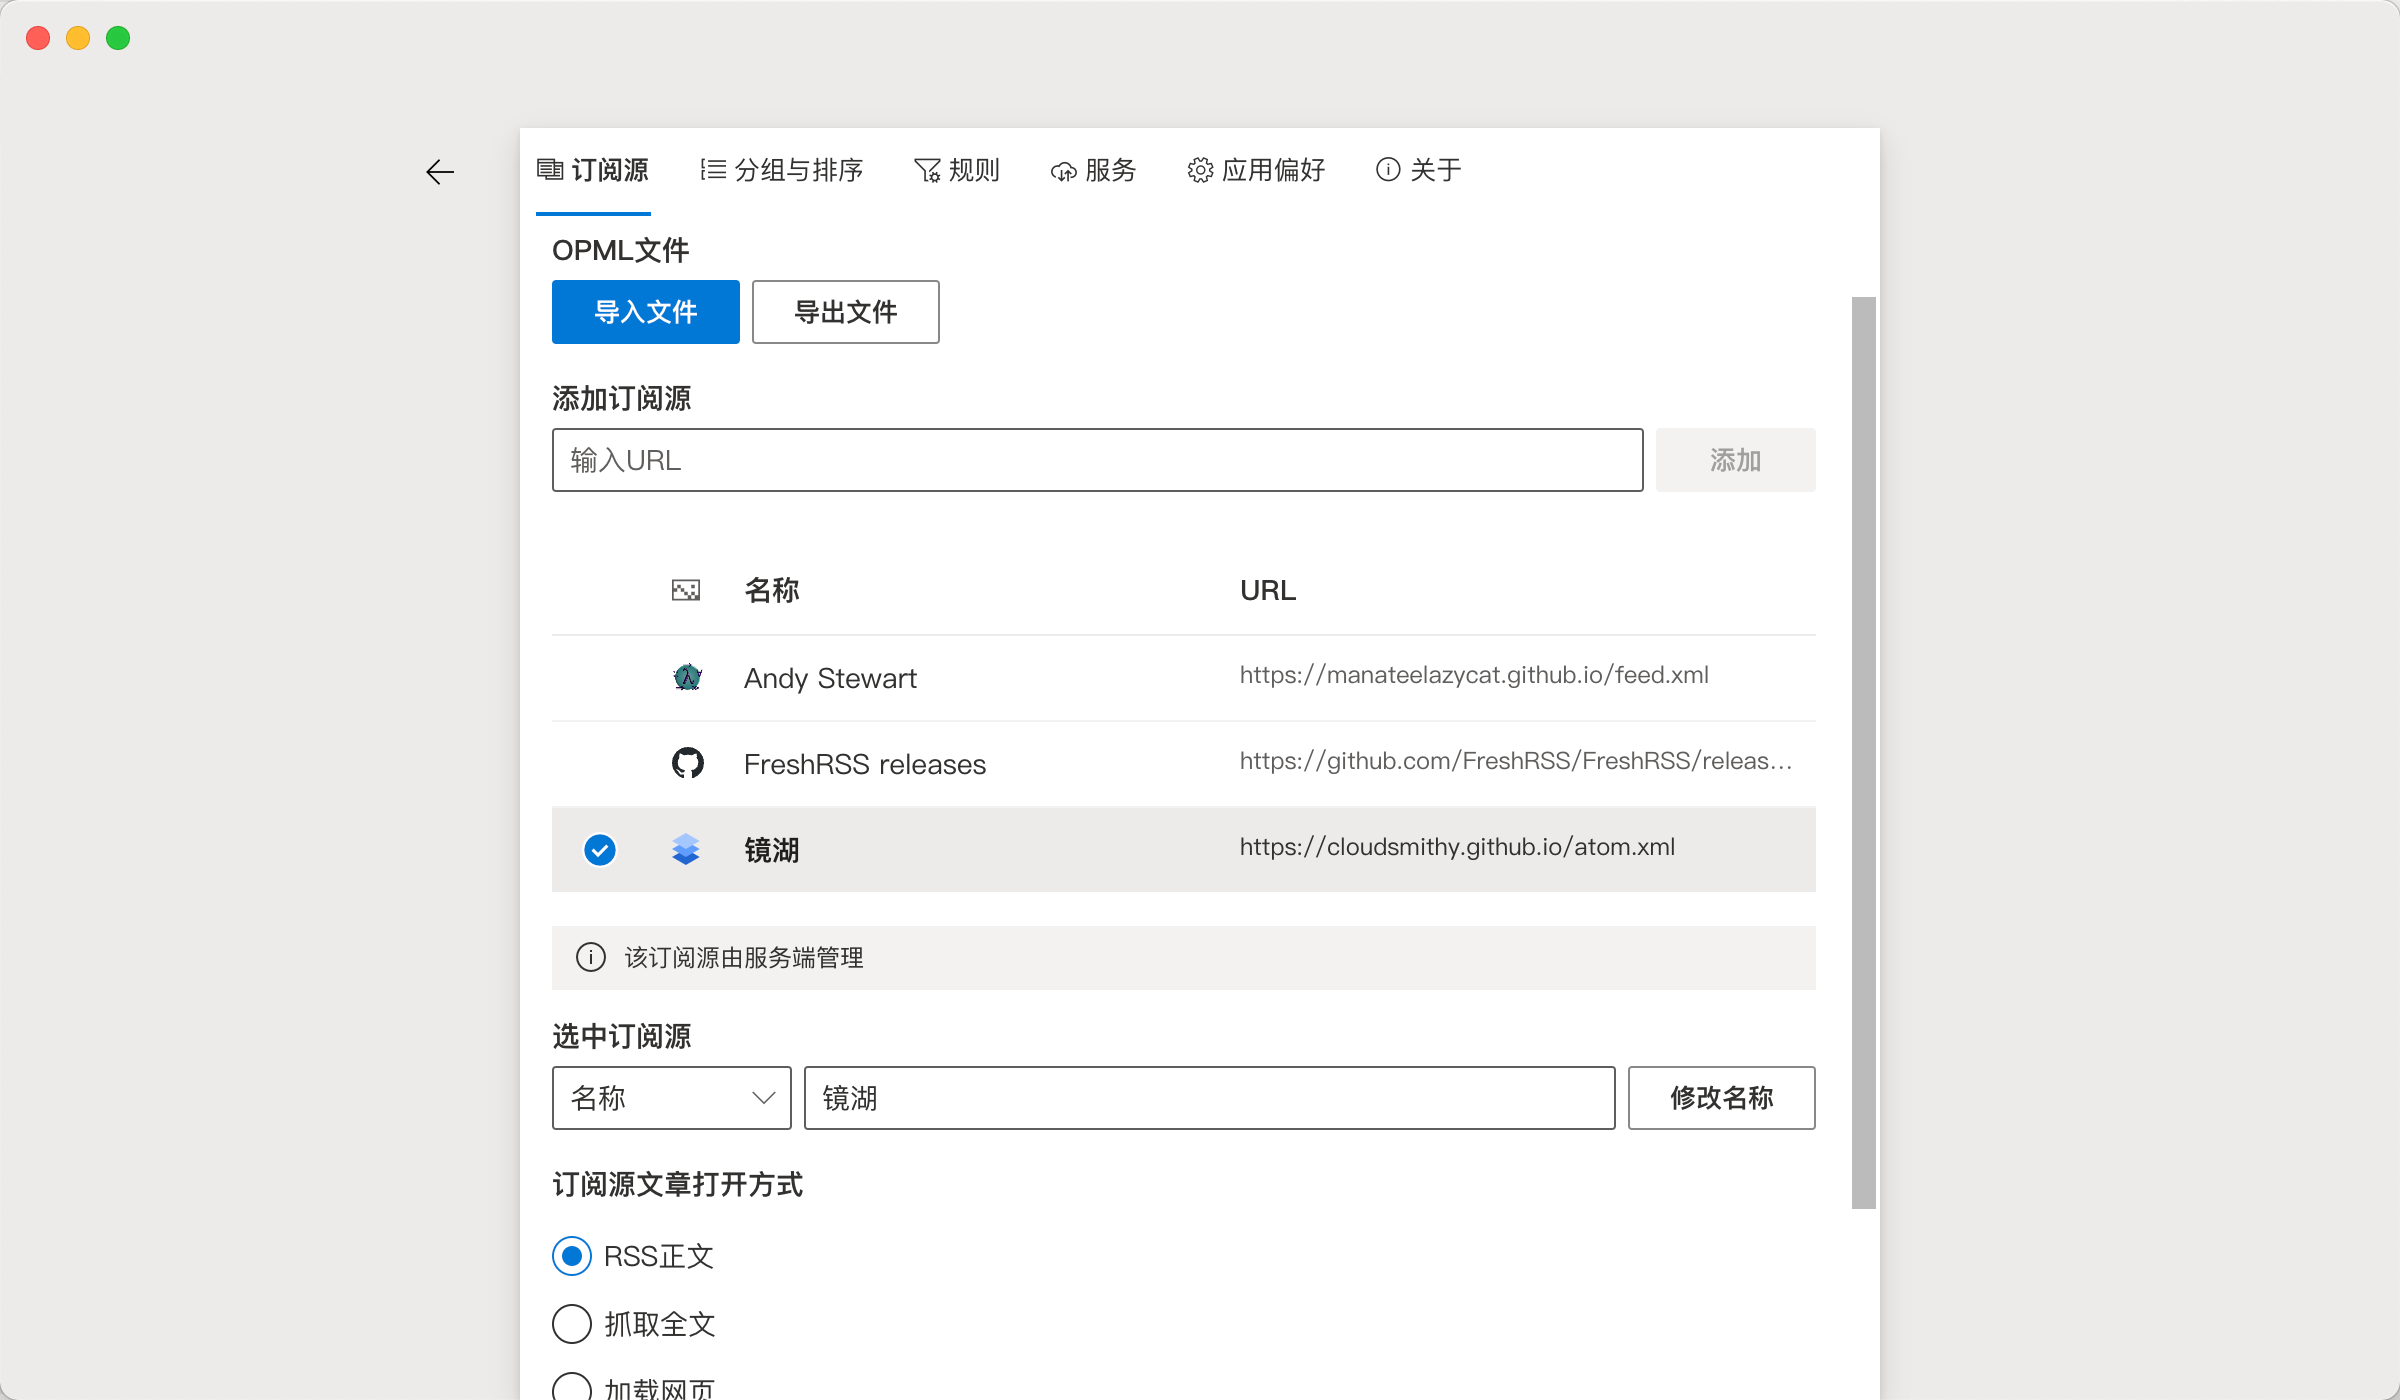 订阅源 分组与排序 规则 服务 应用偏好 关于
OPML文件
导入文件 导出文件
添加订阅源
输入URL 添加
名称 URL
Andy Stewart https://manateelazycat.github.io/feed.xml
FreshRSS releases https://github.com/FreshRSS/FreshRSS/releas...
镜湖 https://cloudsmithy.github.io/atom.xml
该订阅源由服务端管理
选中订阅源
名称 镜湖 修改名称
订阅源文章打开方式
RSS正文
抓取全文
加载网页